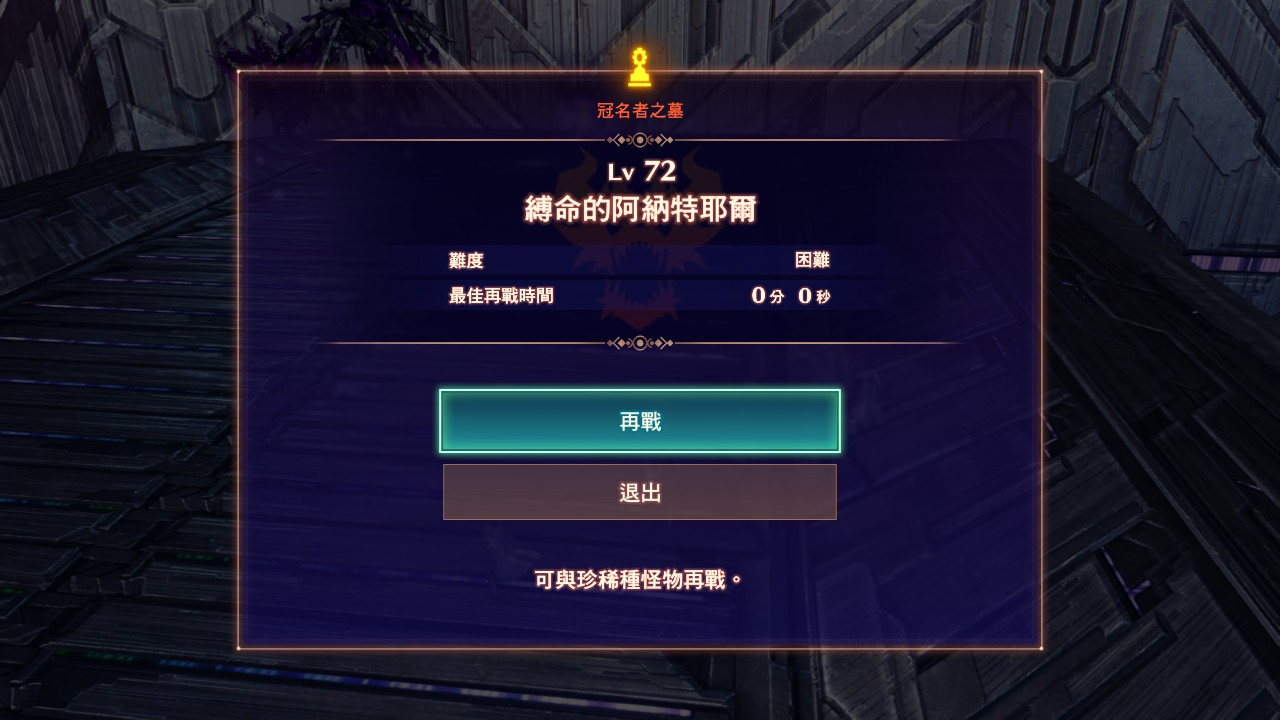 冠名者之墓
Lv 72
縛命的阿納特耶爾
難度 困難
最佳再戰時間 0分 0秒
再戰
退出
可與珍稀種怪物再戰。